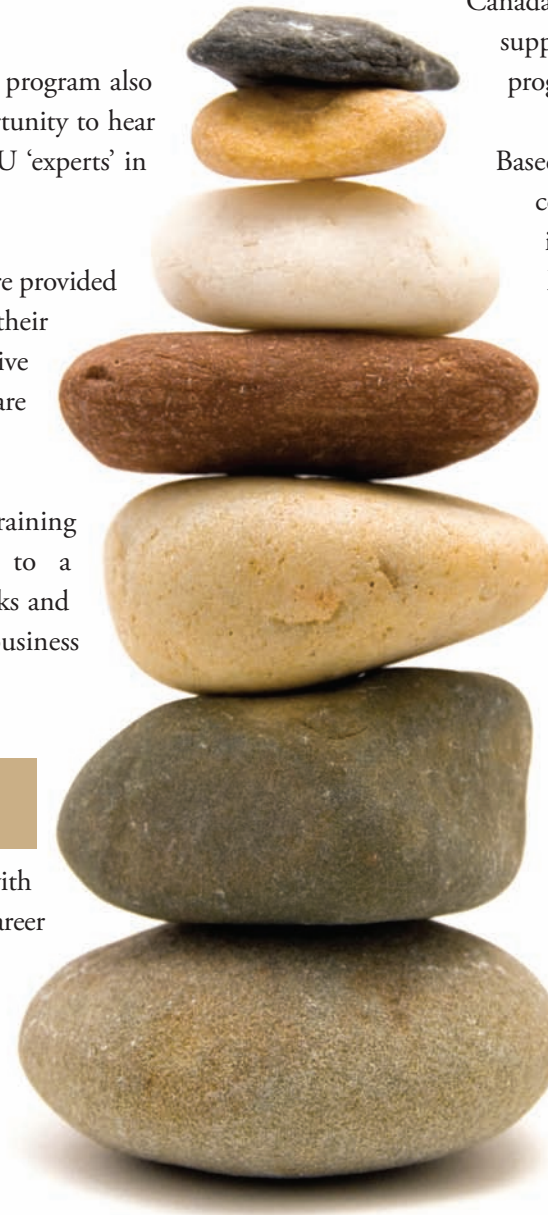 program also
tunity to hear
U ‘experts’ in
re provided
their
ive
are
raining
to a
ks and
business
ith
areer
Canada
supp
prog
Based
c
i